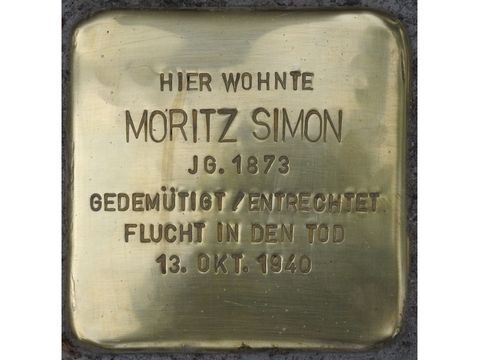 HIER WOHNTE
MORITZ SIMON
JG. 1873
GEDEMÜTIGT/ENTRECHTET
FLUCHT IN DEN TOD
13. OKT. 1940